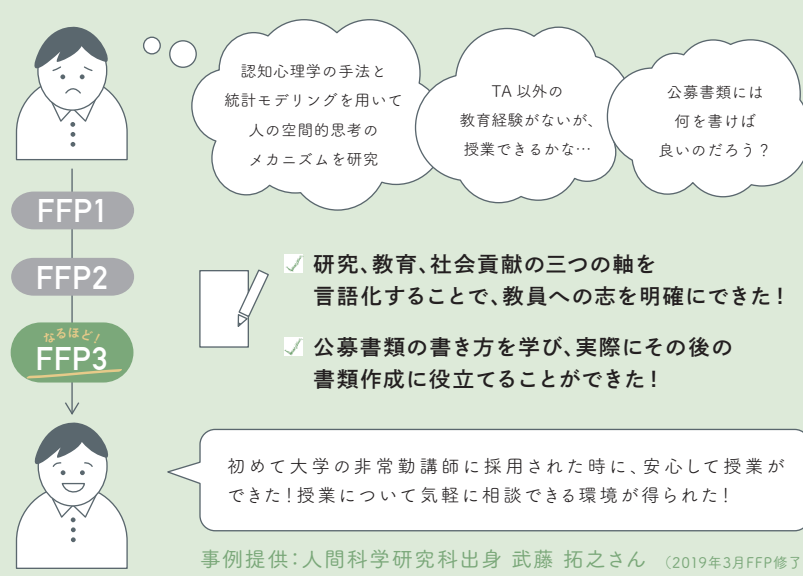 認知心理学の手法と
統計モデリングを用いて
人の空間的思考の
メカニズムを研究
TA 以外の
教育経験がないが、
授業できるかな…
公募書類には
何を書けば
良いのだろう？
FFP1
FFP2
なるほど！
FFP3
研究、教育、社会貢献の三つの軸を
言語化することで、教員への志を明確にできた！
公募書類の書き方を学び、実際にその後の
書類作成に役立てることができた！
初めて大学の非常勤講師に採用された時に、安心して授業が
できた！授業について気軽に相談できる環境が得られた！
事例提供：人間科学研究科出身 武藤 拓之さん （2019年3月FFP修了